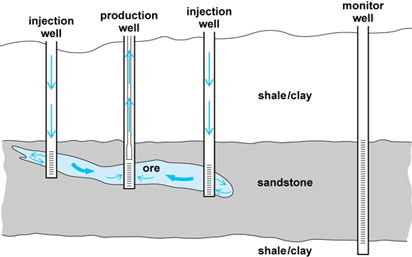 injection
well
production
well
injection
well
monitor
well
shale/clay
ore
sandstone
shale/clay